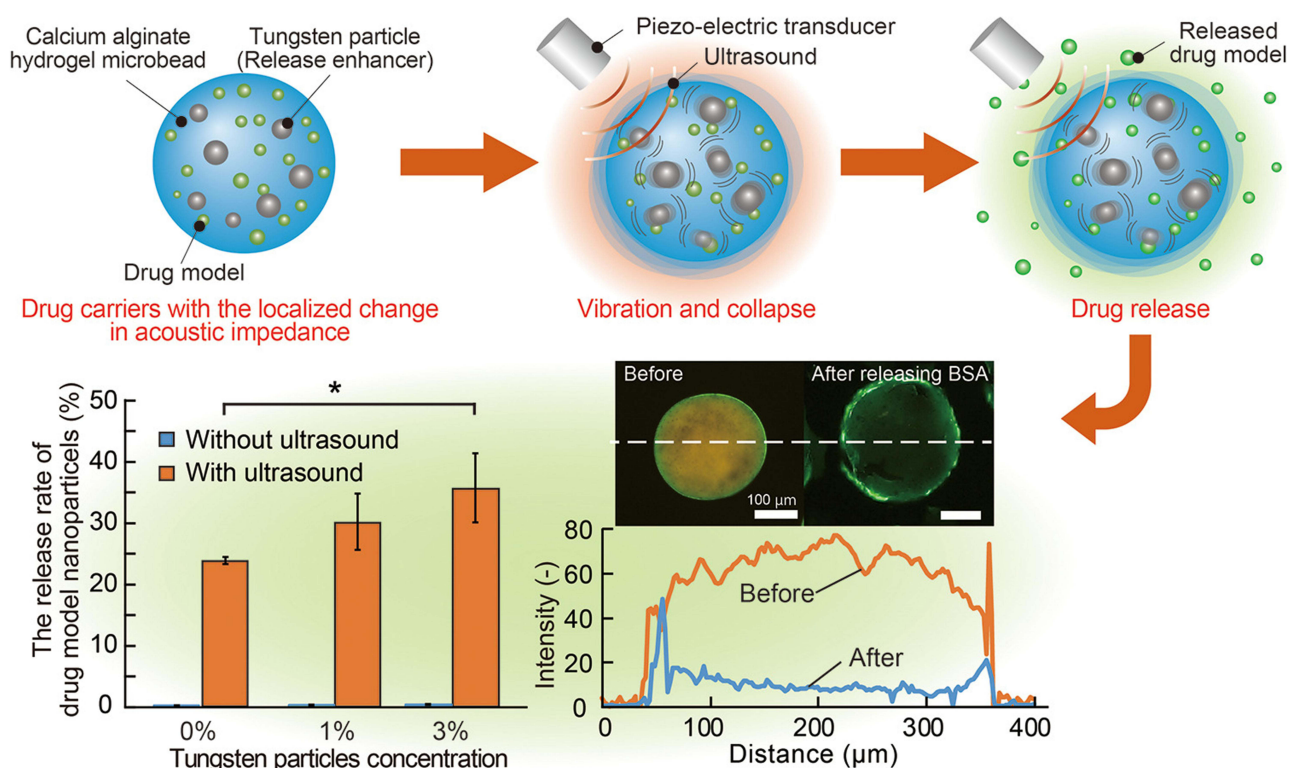 Calcium alginate
hydrogel microbead
Tungsten particle
(Release enhancer)
Drug model
Drug carriers with the localized change
in acoustic impedance
Piezo-electric transducer
Ultrasound
Vibration and collapse
Released
drug model
Drug release
The release rate of
drug model nanoparticels (%)
50
40
30
20
10
0
*
Without ultrasound
With ultrasound
0%
1%
3%
Tungsten particles concentration
Before
After releasing BSA
100 µm
Intensity (-)
80
60
40
20
0
Before
After
0
100
200
300
400
Distance (µm)